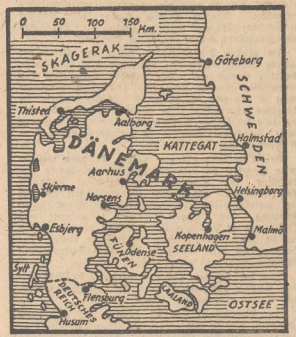 0 50 100 150
Km.
SKAGERAK
Göteborg
SCHWEDEN
Thisted
Aalborg
KATTEGAT
Halmstad
DÄNEMARK
Aarhus
Skjerne
Horsens
Helsingborg
Esbjerg
Kopenhagen
SEELAND
Malmö
Odense
FÜNEN
Sylt
DEUTSCHES
REICH
Flensburg
LAALAND
OSTSEE
Husum